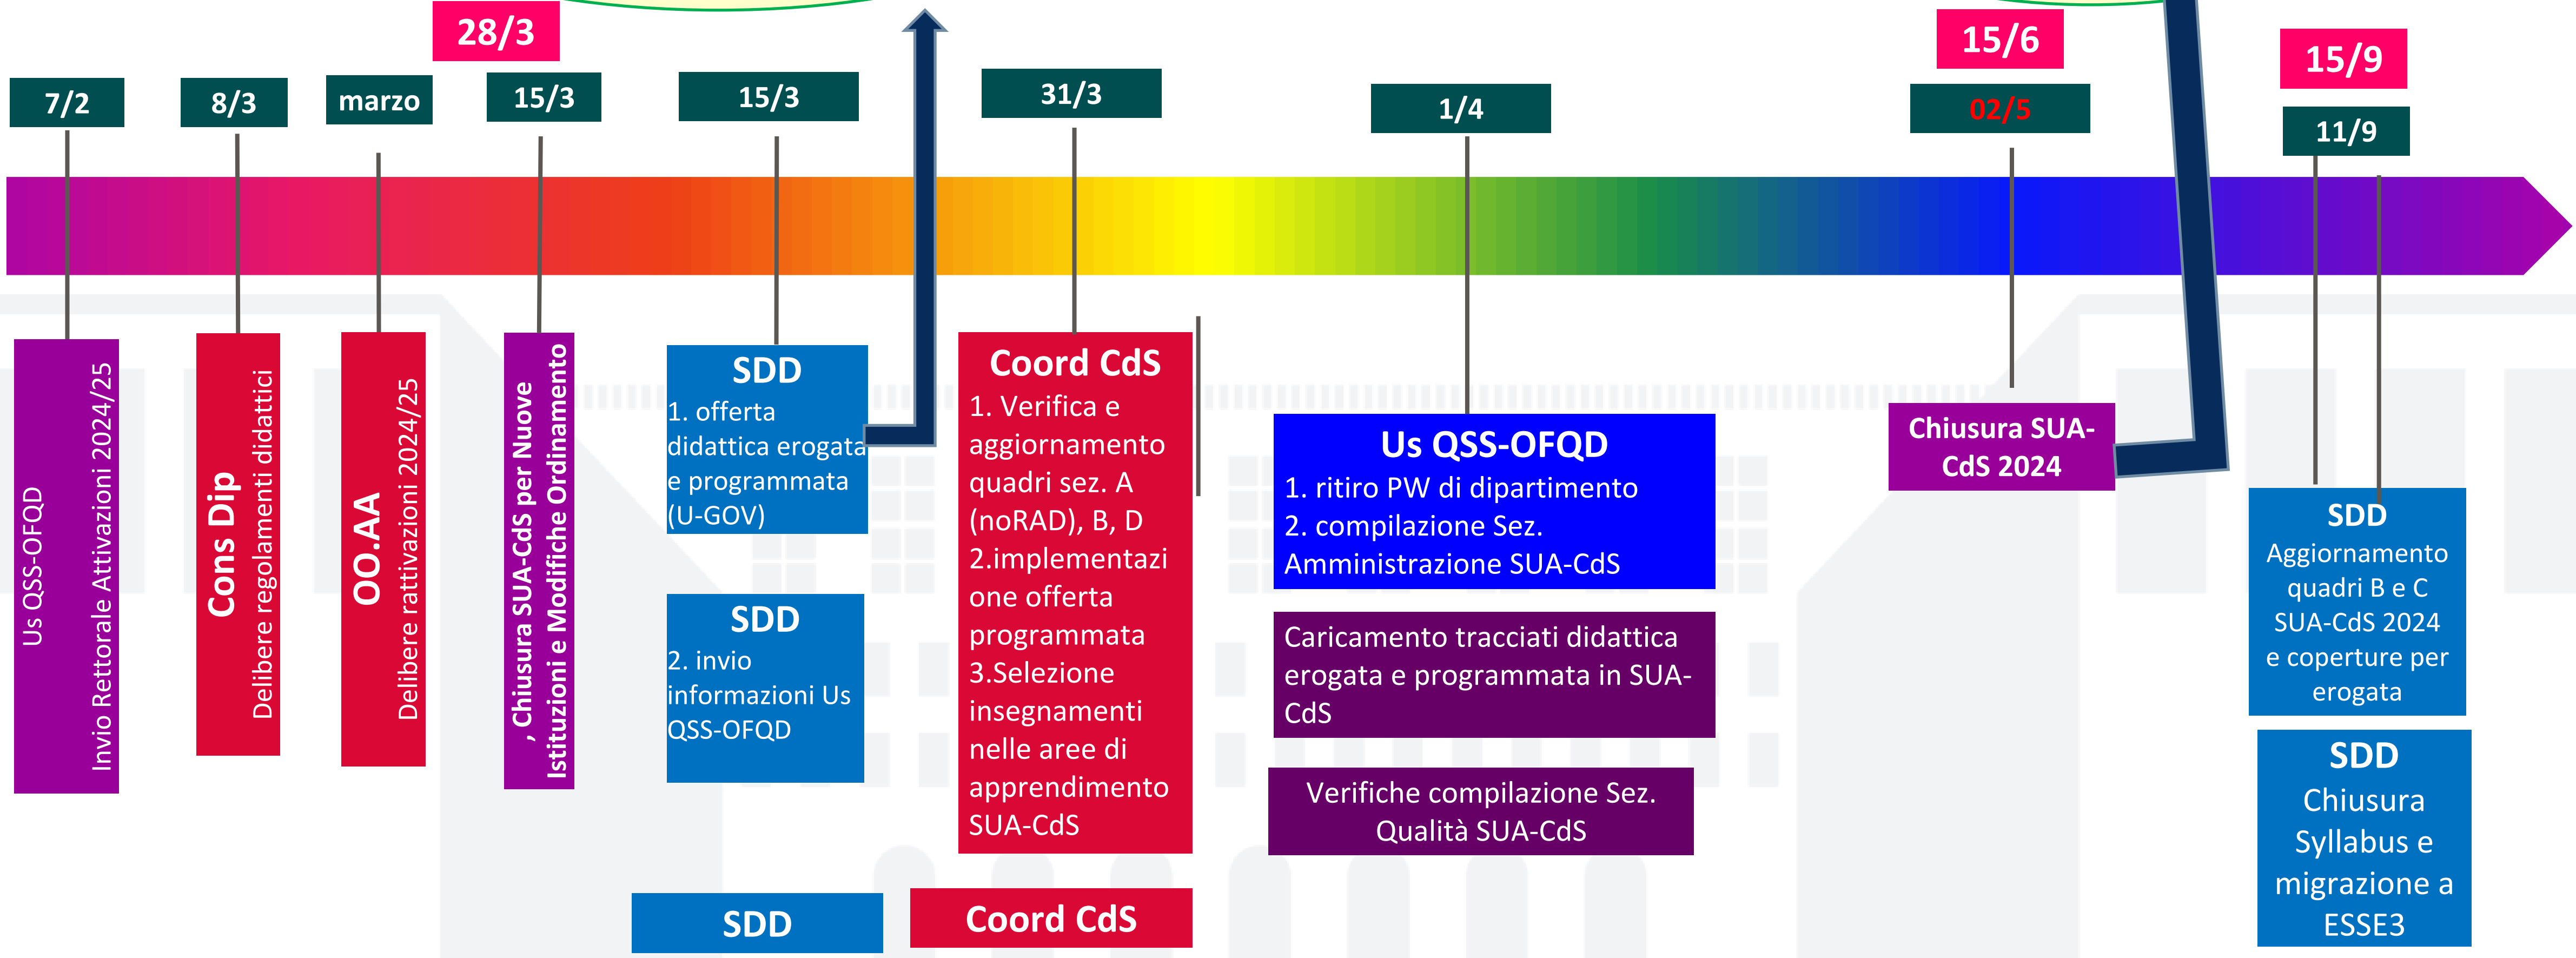 28/3
15/6
15/9
7/2
8/3
marzo
15/3
15/3
31/3
1/4
02/5
11/9
Us QSS-OFQD
Invio Rettorale Attivazioni 2024/25
Cons Dip
Delibere regolamenti didattici
OO.AA
Delibere rattivazioni 2024/25
, Chiusura SUA-CdS per Nuove
Istituzioni e Modifiche Ordinamento
SDD
1. offerta
didattica erogata
e programmata
(U-GOV)
SDD
2. invio
informazioni Us
QSS-OFQD
SDD
Coord CdS
1. Verifica e
aggiornamento
quadri sez. A
(noRAD), B, D
2.implementazi
one offerta
programmata
3.Selezione
insegnamenti
nelle aree di
apprendimento
SUA-CdS
Coord CdS
Us QSS-OFQD
1. ritiro PW di dipartimento
2. compilazione Sez.
Amministrazione SUA-CdS
Caricamento tracciati didattica
erogata e programmata in SUA-
CdS
Verifiche compilazione Sez.
Qualità SUA-CdS
Chiusura SUA-
CdS 2024
SDD
Aggiornamento
quadri B e C
SUA-CdS 2024
e coperture per
erogata
SDD
Chiusura
Syllabus e
migrazione a
ESSE3